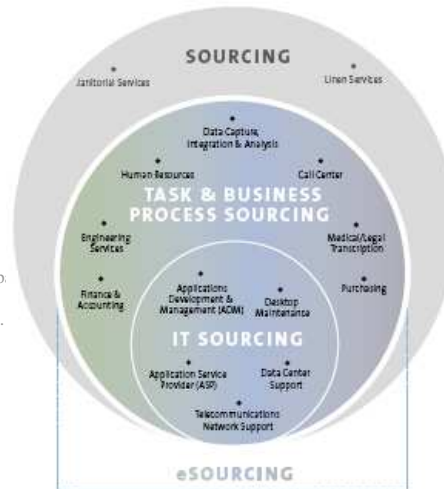 SOURCING
Janitorial Services
Linen Services
Data Capture,
Integration & Analysis
Human Resources
Call Center
TASK & BUSINESS
PROCESS SOURCING
Engineering
Services
Medical/Legal
Transcription
Finance &
Accounting
Applications
Development &
Management (ADM)
Desktop
Maintenance
Purchasing
IT SOURCING
Application Service
Provider (ASP)
Data Center
Support
Telecommunications
Network Support
eSOURCING